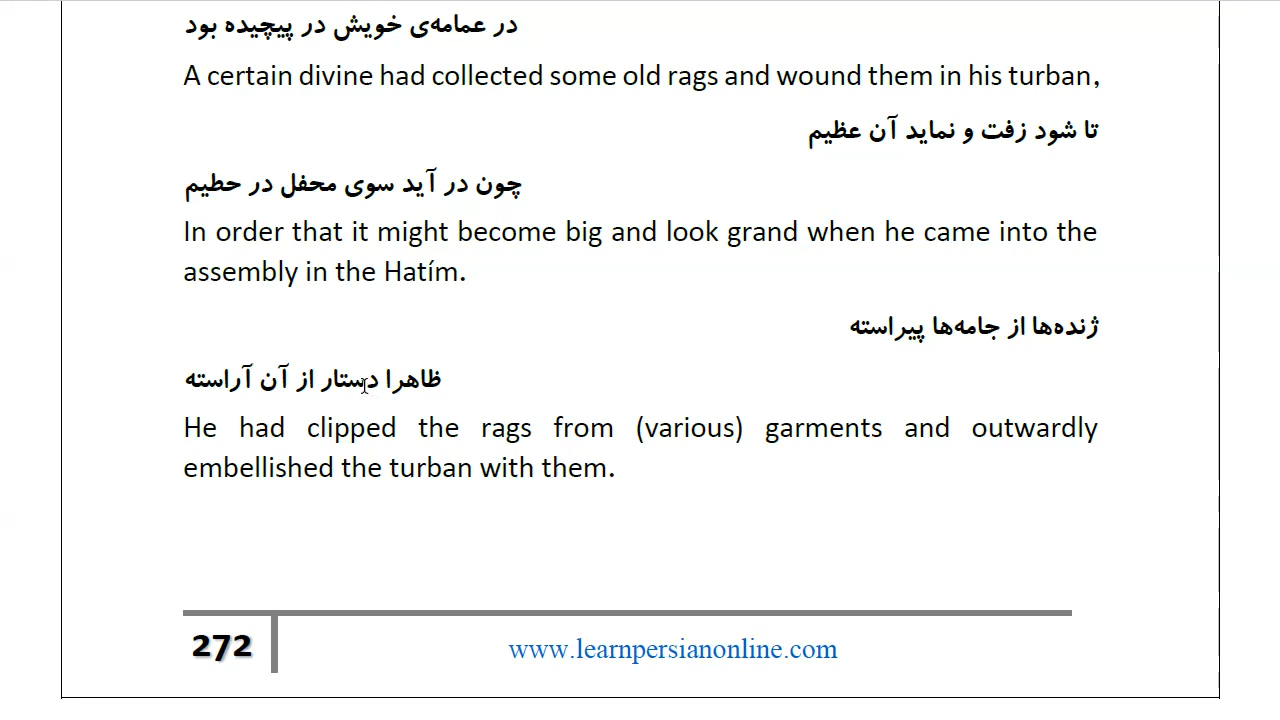 در عمامه‌ی خویش در پیچیده بود
A certain divine had collected some old rags and wound them in his turban,
تا شود زفت و نماید آن عظیم
چون در آید سوی محفل در حطیم
In order that it might become big and look grand when he came into the
assembly in the Hatím.
ژنده‌ها از جامه‌ها پیراسته
ظاهرا دستار از آن آراسته
He had clipped the rags from (various) garments and outwardly
embellished the turban with them.
272
www.learnpersianonline.com